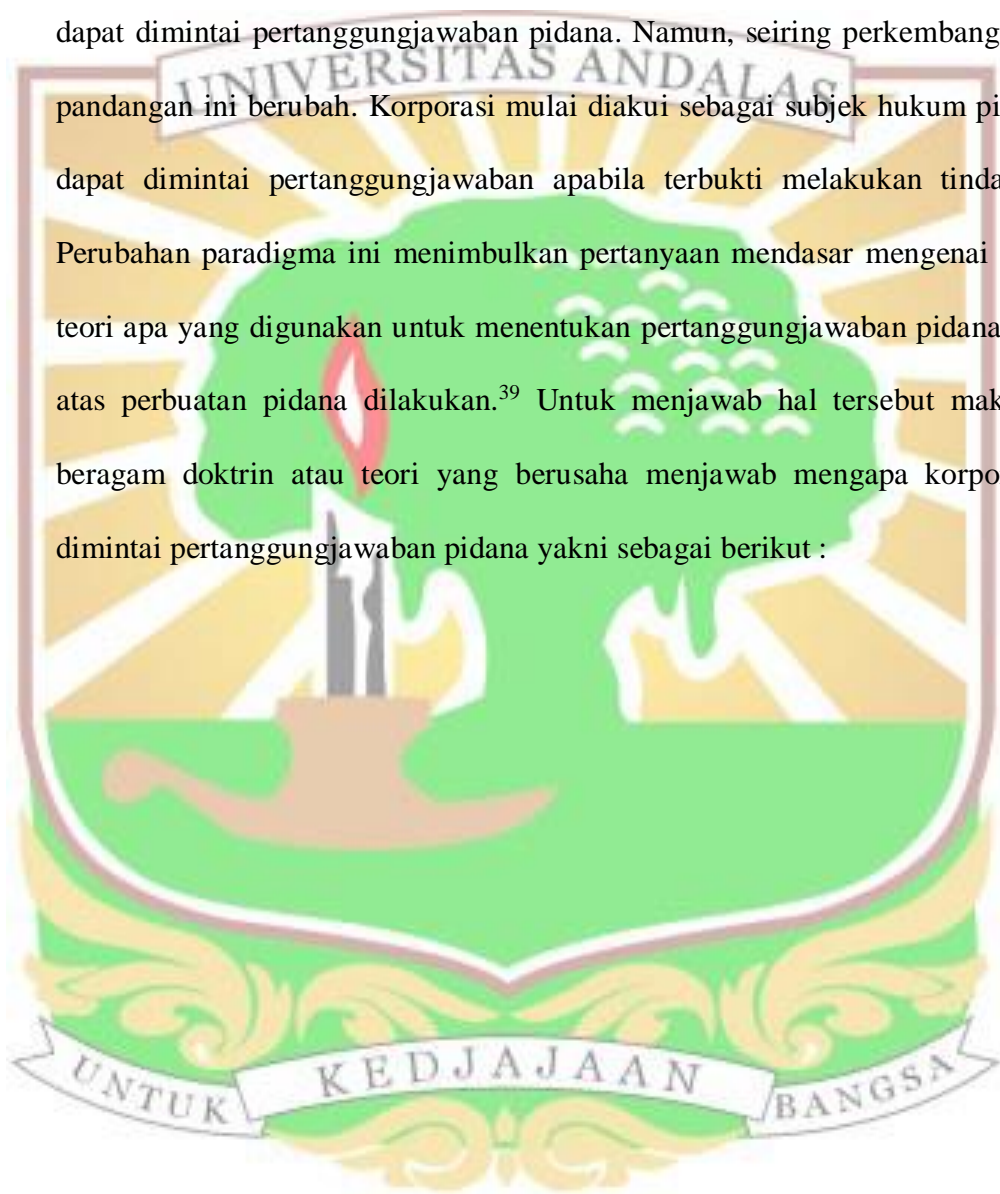 dapat dimintai pertanggungjawaban pidana. Namun, seiring perkembang
UNIVERSITAS ANDALAS
pandangan ini berubah. Korporasi mulai diakui sebagai subjek hukum pi
dapat dimintai pertanggungjawaban apabila terbukti melakukan tinda
Perubahan paradigma ini menimbulkan pertanyaan mendasar mengenai
teori apa yang digunakan untuk menentukan pertanggungjawaban pidana
atas perbuatan pidana dilakukan.39 Untuk menjawab hal tersebut mak
beragam doktrin atau teori yang berusaha menjawab mengapa korpo
dimintai pertanggungjawaban pidana yakni sebagai berikut :
UNTUK KEDJAJAAN BANGSA